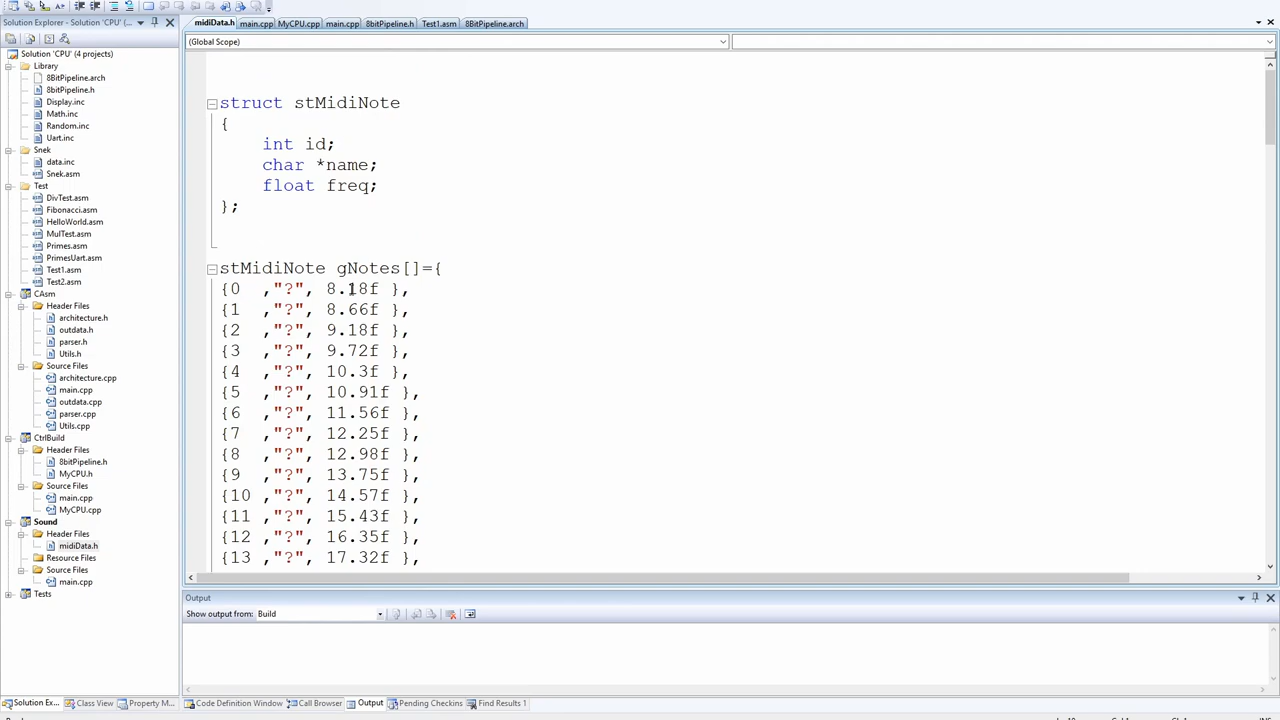 Solution Explorer - Solution 'CPU' (...
midiData.h main.cpp MyCPU.cpp main.cpp 8bitPipeline.h Test1.asm 8BitPipeline.arch
(Global Scope)
Solution 'CPU' (4 projects)
Library
8BitPipeline.arch
8bitPipeline.h
Display.inc
Math.inc
Random.inc
Uart.inc
Snek
data.inc
Snek.asm
Test
DivTest.asm
Fibonacci.asm
HelloWorld.asm
MulTest.asm
Primes.asm
PrimesUart.asm
Test1.asm
Test2.asm
CAsm
Header Files
architecture.h
outdata.h
parser.h
Utils.h
Source Files
architecture.cpp
main.cpp
outdata.cpp
parser.cpp
Utils.cpp
CtrlBuild
Header Files
8bitPipeline.h
MyCPU.h
Source Files
main.cpp
MyCPU.cpp
Sound
Header Files
midiData.h
Resource Files
Source Files
main.cpp
Tests
struct stMidiNote
{
int id;
char *name;
float freq;
};
stMidiNote gNotes[]={
{0 ,"?", 8.18f },
{1 ,"?", 8.66f },
{2 ,"?", 9.18f },
{3 ,"?", 9.72f },
{4 ,"?", 10.3f },
{5 ,"?", 10.91f },
{6 ,"?", 11.56f },
{7 ,"?", 12.25f },
{8 ,"?", 12.98f },
{9 ,"?", 13.75f },
{10 ,"?", 14.57f },
{11 ,"?", 15.43f },
{12 ,"?", 16.35f },
{13 ,"?", 17.32f },
Output
Show output from: Build
Solution Ex... Class View Property M... Code Definition Window Call Browser Output Pending Checkins Find Results 1